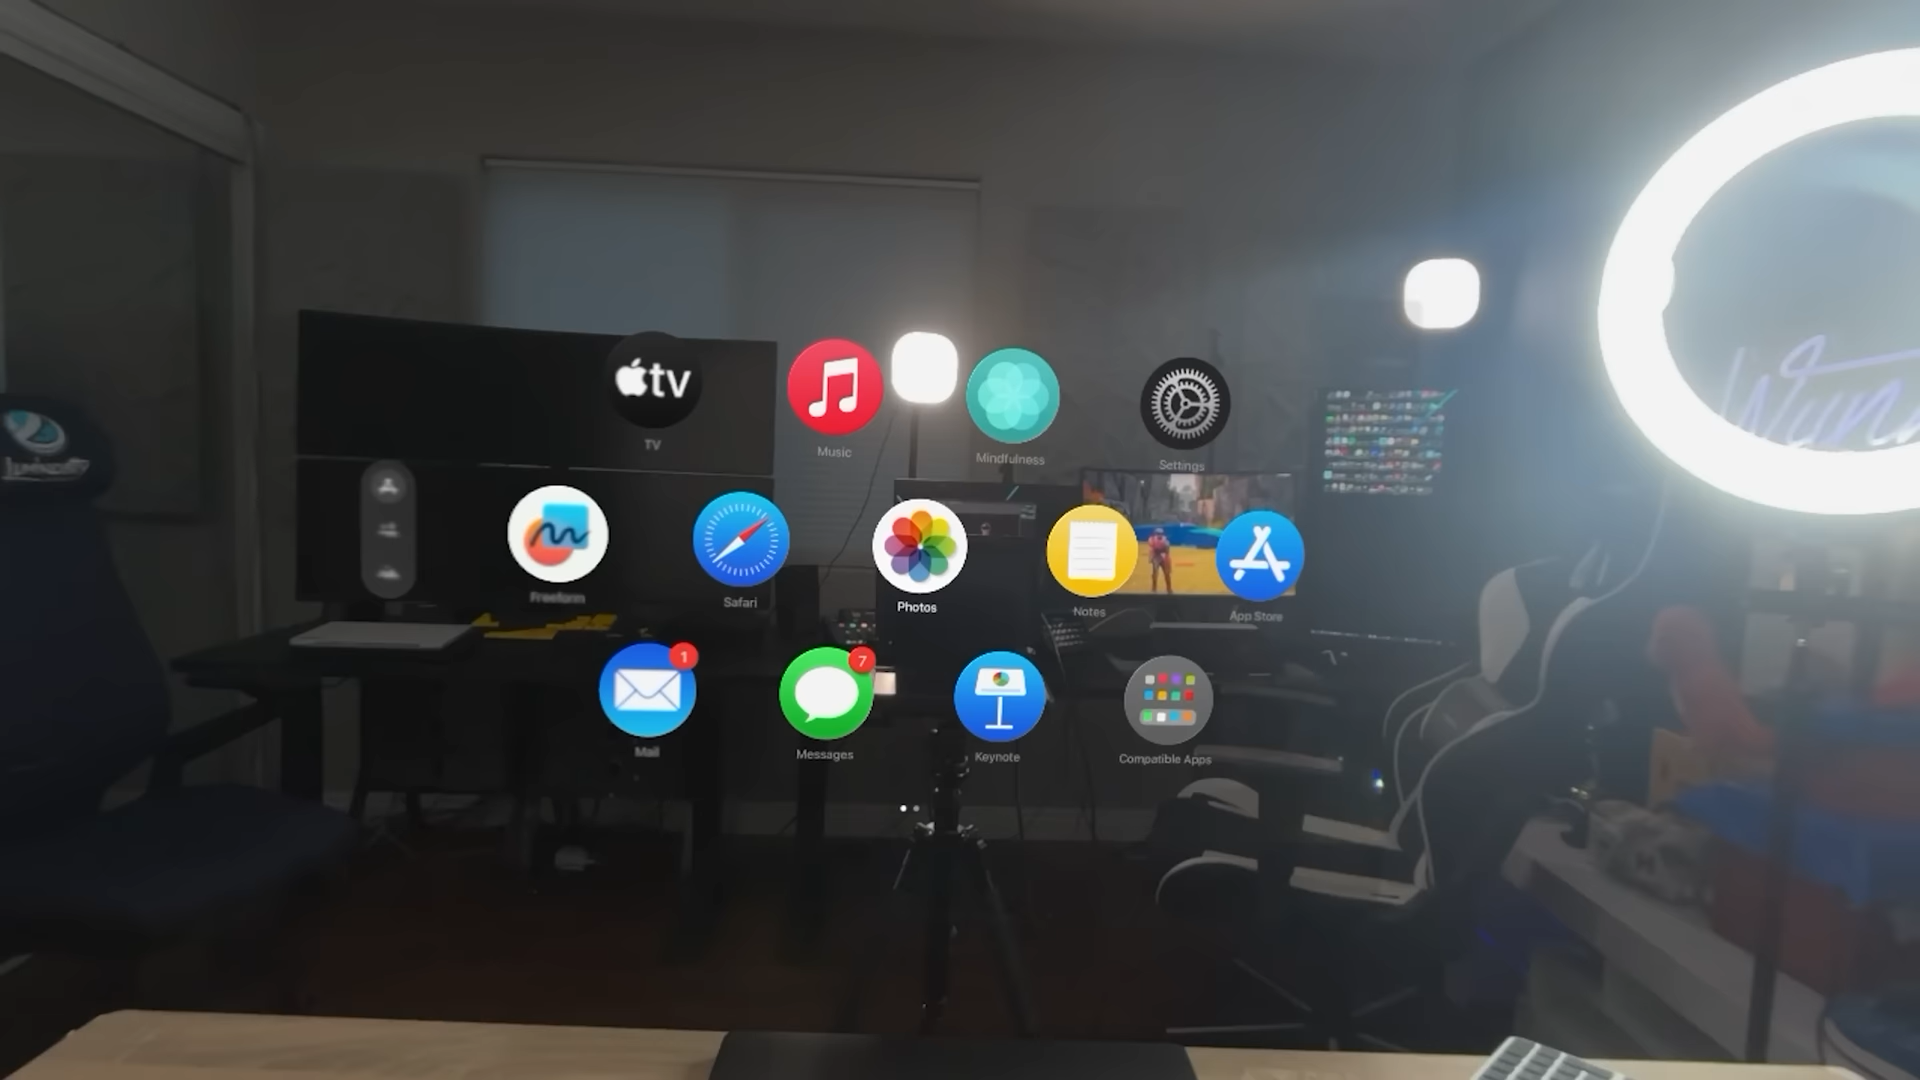 tv
TV
Music
Mindfulness
Settings
Freeform
Safari
Photos
Notes
App Store
1
Mail
7
Messages
Keynote
Compatible Apps